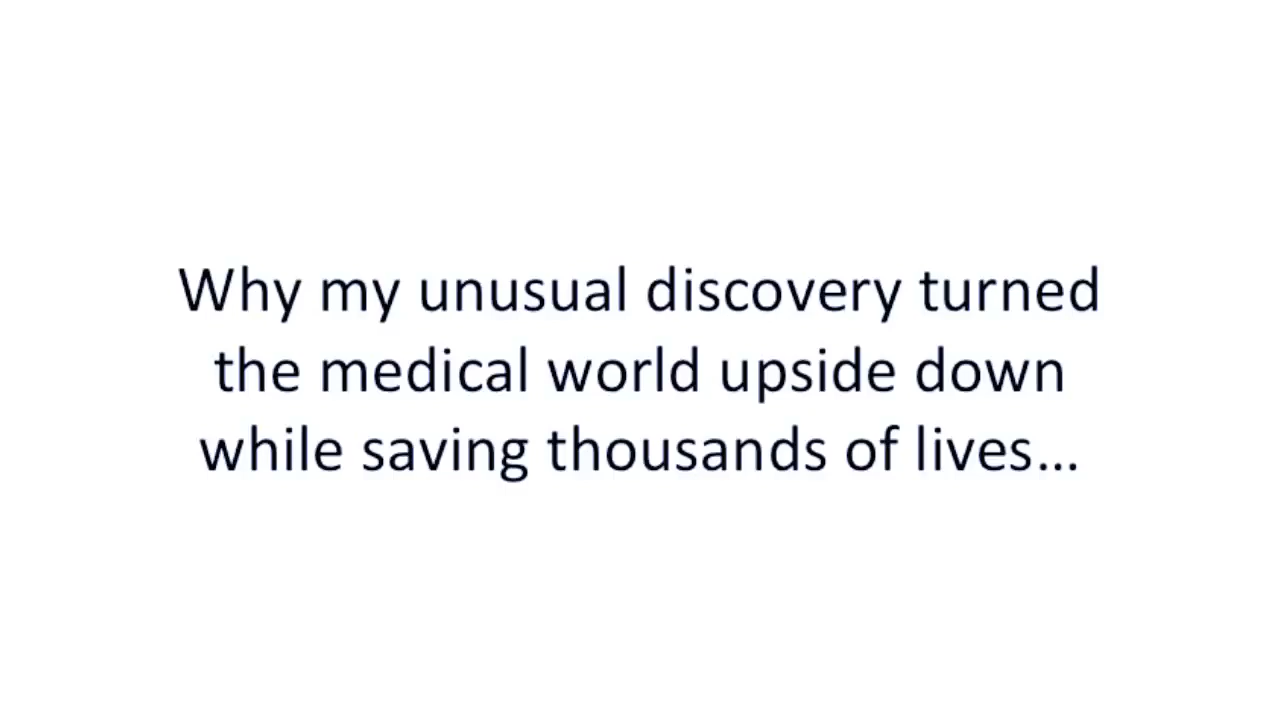 Why my unusual discovery turned
the medical world upside down
while saving thousands of lives…